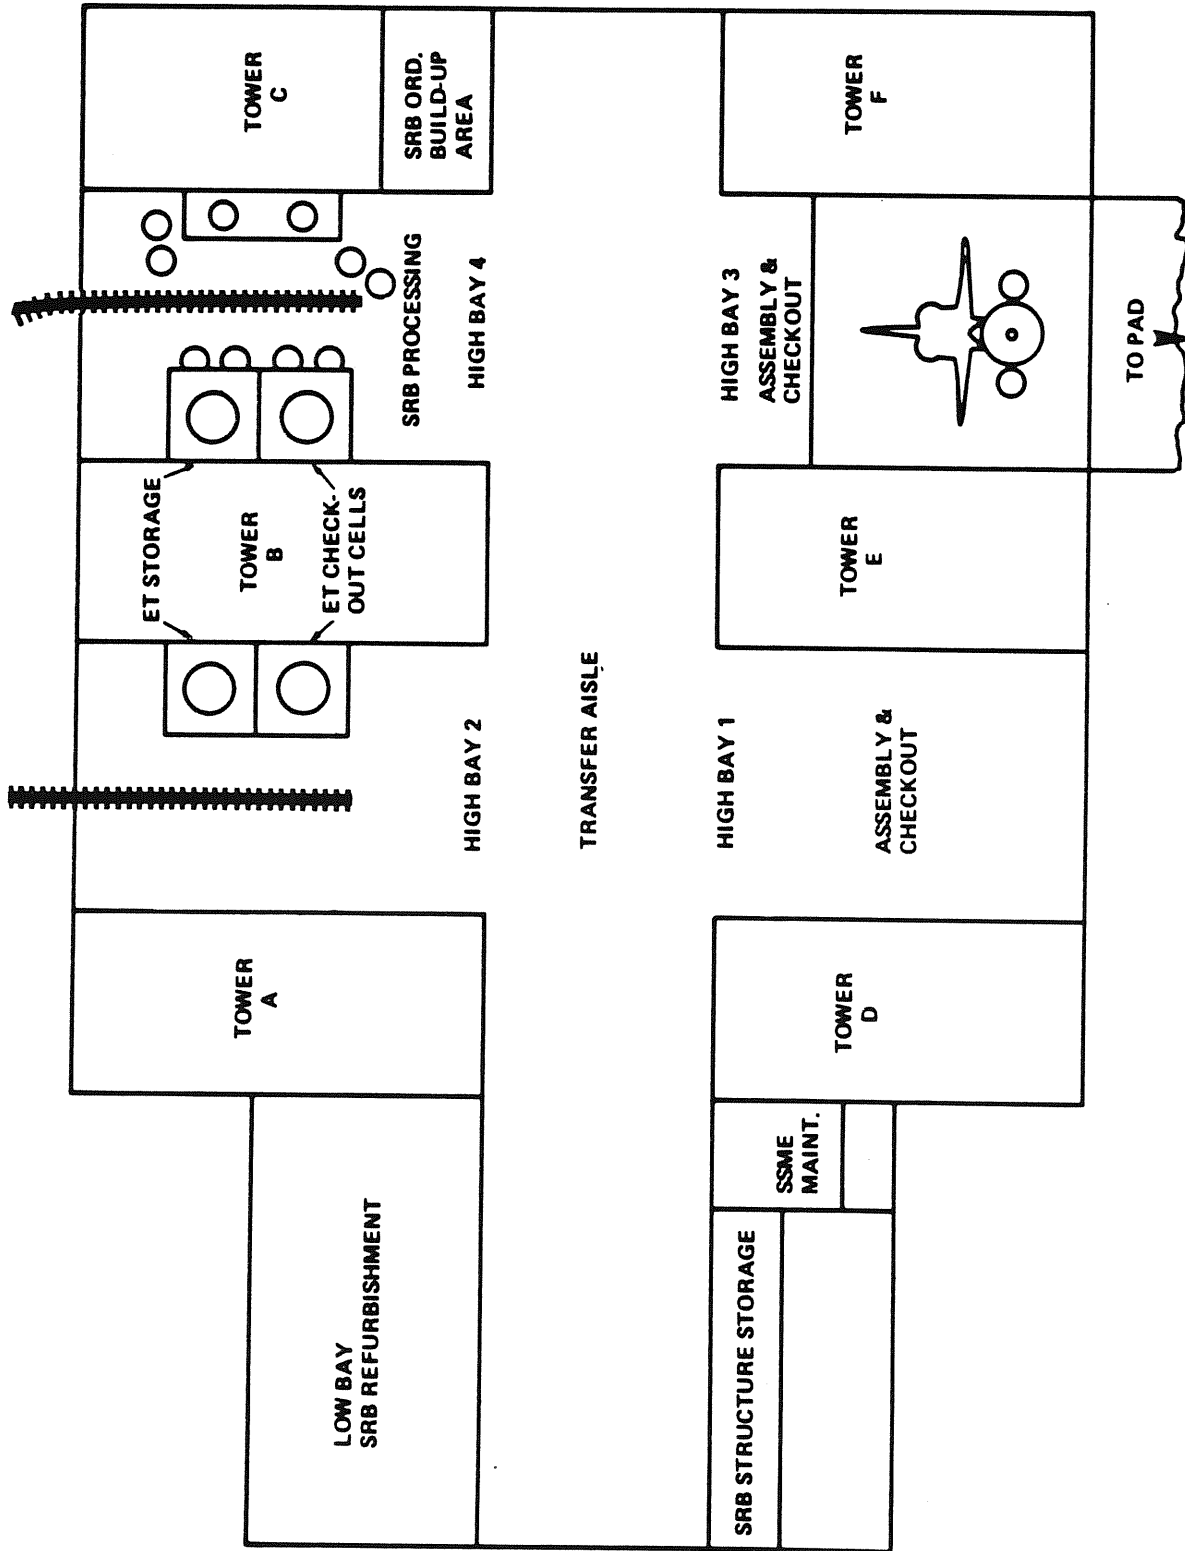 TOWER
C
SRB ORD.
BUILD-UP
AREA
TOWER
F
SRB PROCESSING
HIGH BAY 4
HIGH BAY 3
ASSEMBLY &
CHECKOUT
TO PAD
ET STORAGE
TOWER
B
ET CHECK-
OUT CELLS
TOWER
E
HIGH BAY 2
TRANSFER AISLE
HIGH BAY 1
ASSEMBLY &
CHECKOUT
TOWER
A
TOWER
D
LOW BAY
SRB REFURBISHMENT
SSME
MAINT.
SRB STRUCTURE STORAGE